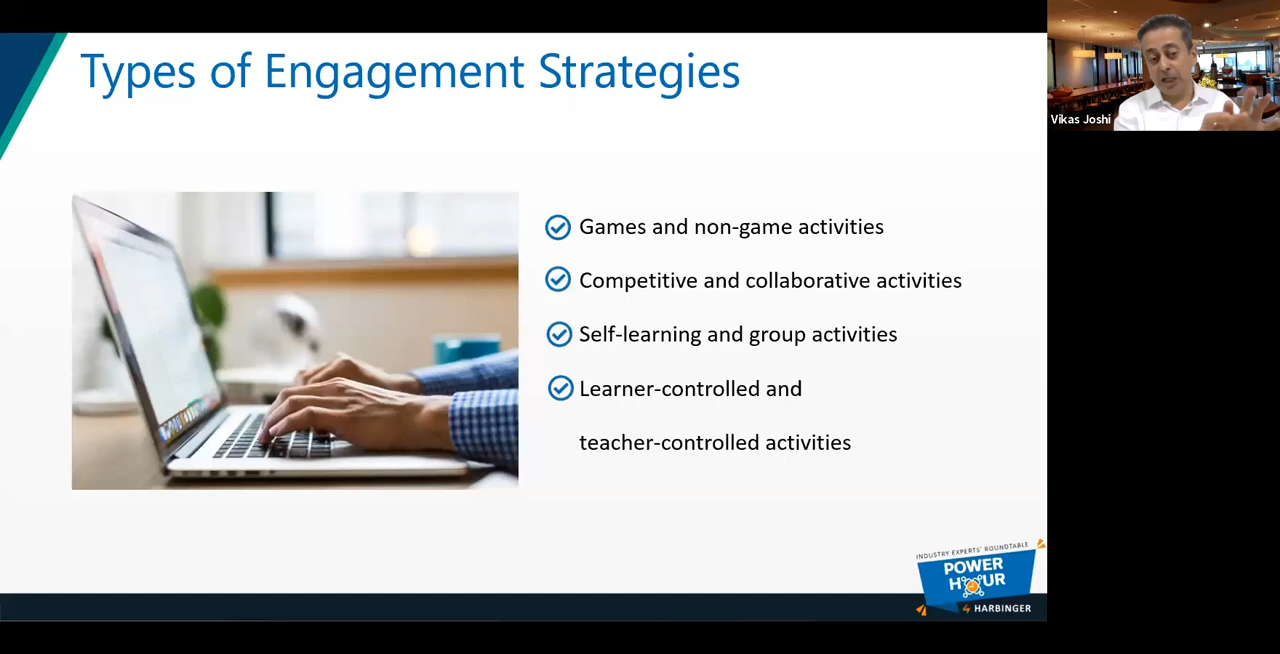 Types of Engagement Strategies
Vikas Joshi
Games and non-game activities
Competitive and collaborative activities
Self-learning and group activities
Learner-controlled and
teacher-controlled activities
INDUSTRY EXPERTS' ROUNDTABLE
POWER
HOUR
by HARBINGER